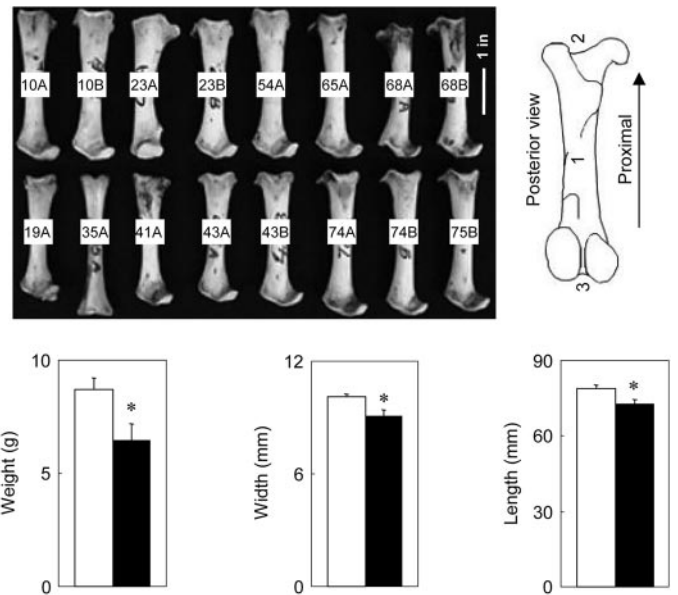 10A 10B 23A 23B 54A 65A 68A 68B
1 in
19A 35A 41A 43A 43B 74A 74B 75B
Posterior view
2
1
3
Proximal
Weight (g)
10
5
0
*
Width (mm)
12
6
0
*
Length (mm)
90
60
30
0
*